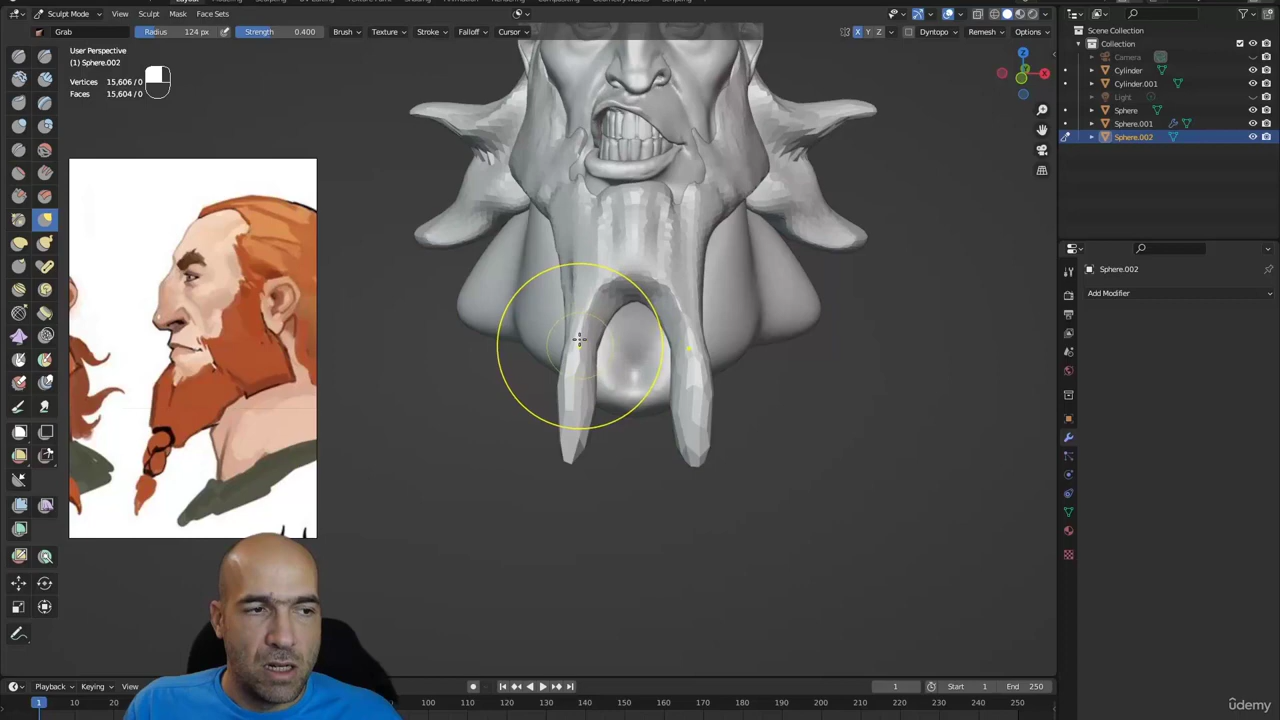 Sculpt Mode View Sculpt Mask Face Sets
Grab Radius 124 px Strength 0.400 Brush Texture Stroke Falloff Cursor X Y Z Dyntopo Remesh Options
User Perspective
(1) Sphere.002
Vertices 15,606 / 0
Faces 15,604 / 0
Z
X
Scene Collection
Collection
Camera
Cylinder
Cylinder.001
Light
Sphere
Sphere.001
Sphere.002
Sphere.002
Add Modifier
Playback Keying View 1 Start 1 End 250
1 10 20 100 110 120 130 140 150 160 170 180 190 200 210 220 230 240 250
ûdemy